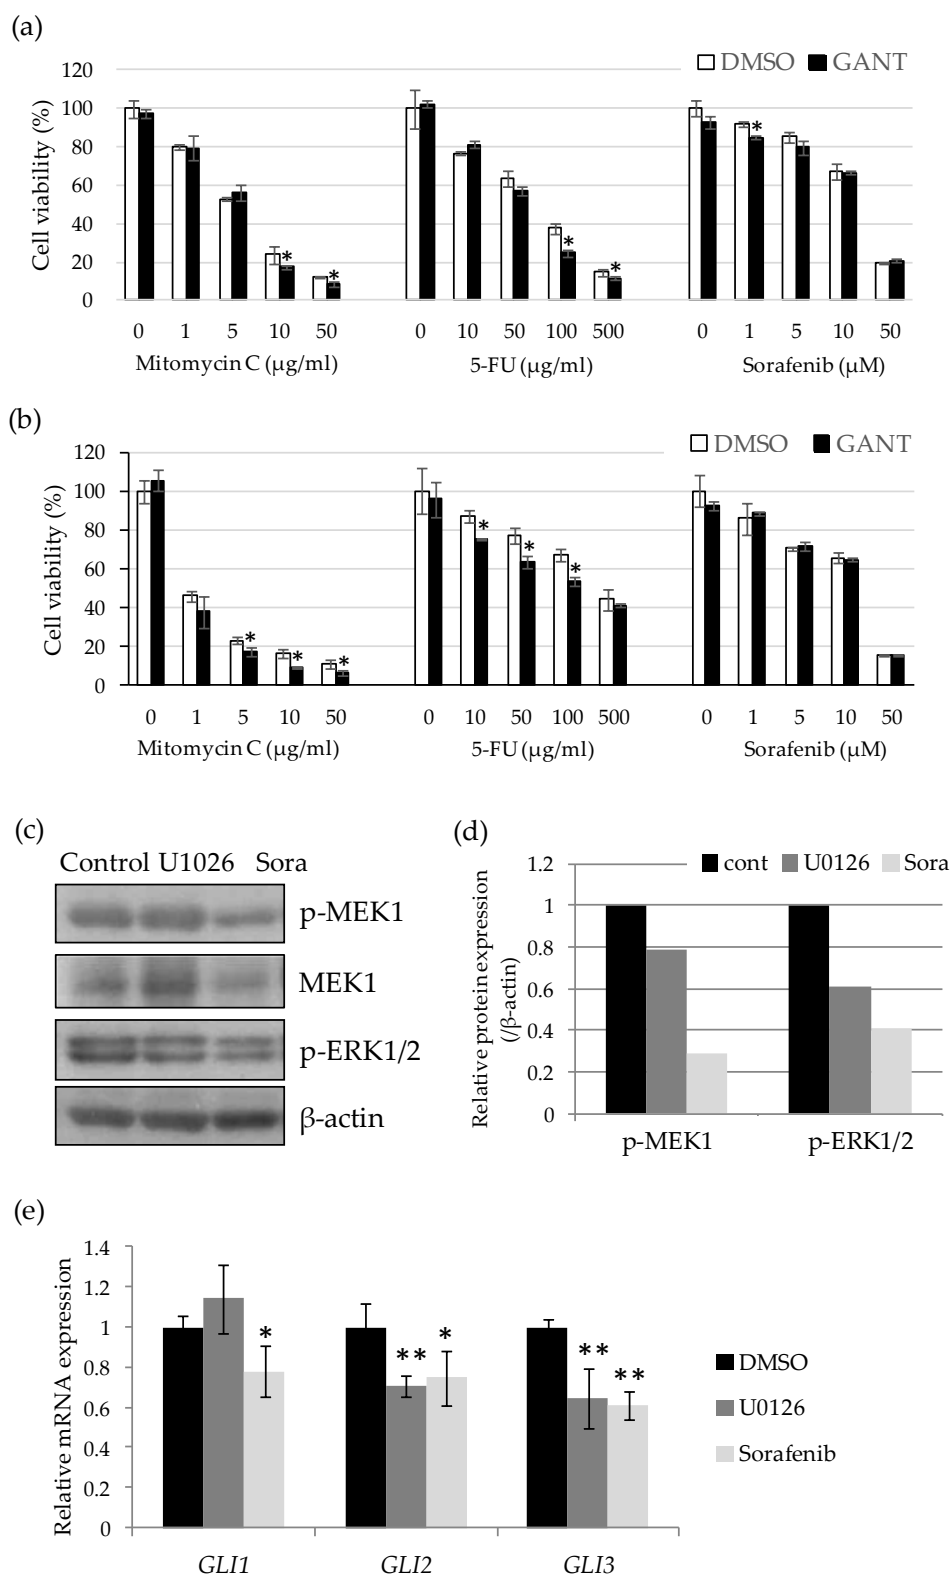 (a)
DMSO GANT
120
100
80
60
40
20
0
Cell viability (%)
*
*
*
*
*
0 1 5 10 50 0 10 50 100 500 0 1 5 10 50
Mitomycin C (µg/ml) 5-FU (µg/ml) Sorafenib (µM)
(b)
DMSO GANT
120
100
80
60
40
20
0
Cell viability (%)
*
*
*
*
*
*
0 1 5 10 50 0 10 50 100 500 0 1 5 10 50
Mitomycin C (µg/ml) 5-FU (µg/ml) Sorafenib (µM)
(c)
Control U1026 Sora
p-MEK1
MEK1
p-ERK1/2
β-actin
(d)
cont U0126 Sora
1.2
1
0.8
0.6
0.4
0.2
0
Relative protein expression
(/β-actin)
p-MEK1 p-ERK1/2
(e)
1.4
1.2
1
0.8
0.6
0.4
0.2
0
Relative mRNA expression
*
**
*
**
**
DMSO
U0126
Sorafenib
GLI1 GLI2 GLI3